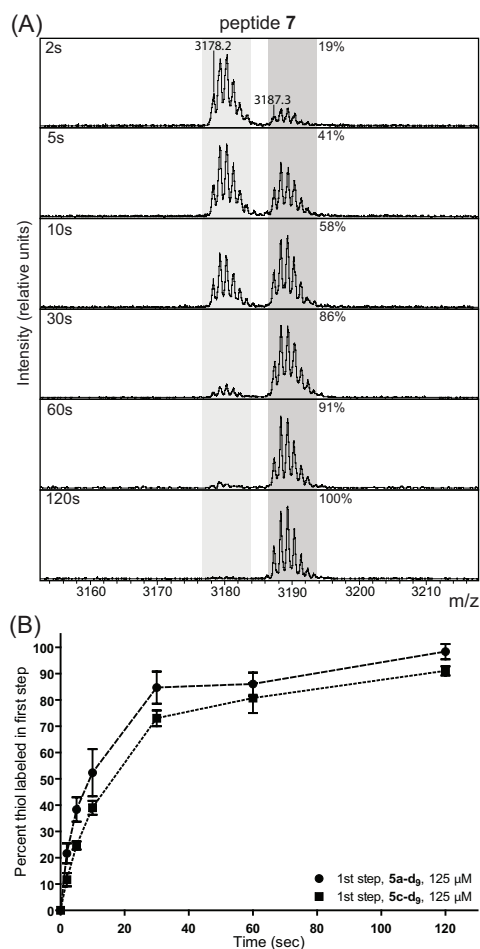 (A)
peptide 7
2s
3178.2
3187.3
19%
5s
41%
10s
58%
30s
86%
60s
91%
120s
100%
Intensity (relative units)
3160
3170
3180
3190
3200
3210
m/z
(B)
100
90
80
70
60
50
40
30
20
10
0
Percent thiol labeled in first step
1st step, 5a-d₉, 125 µM
1st step, 5c-d₉, 125 µM
0
20
40
60
80
100
120
Time (sec)